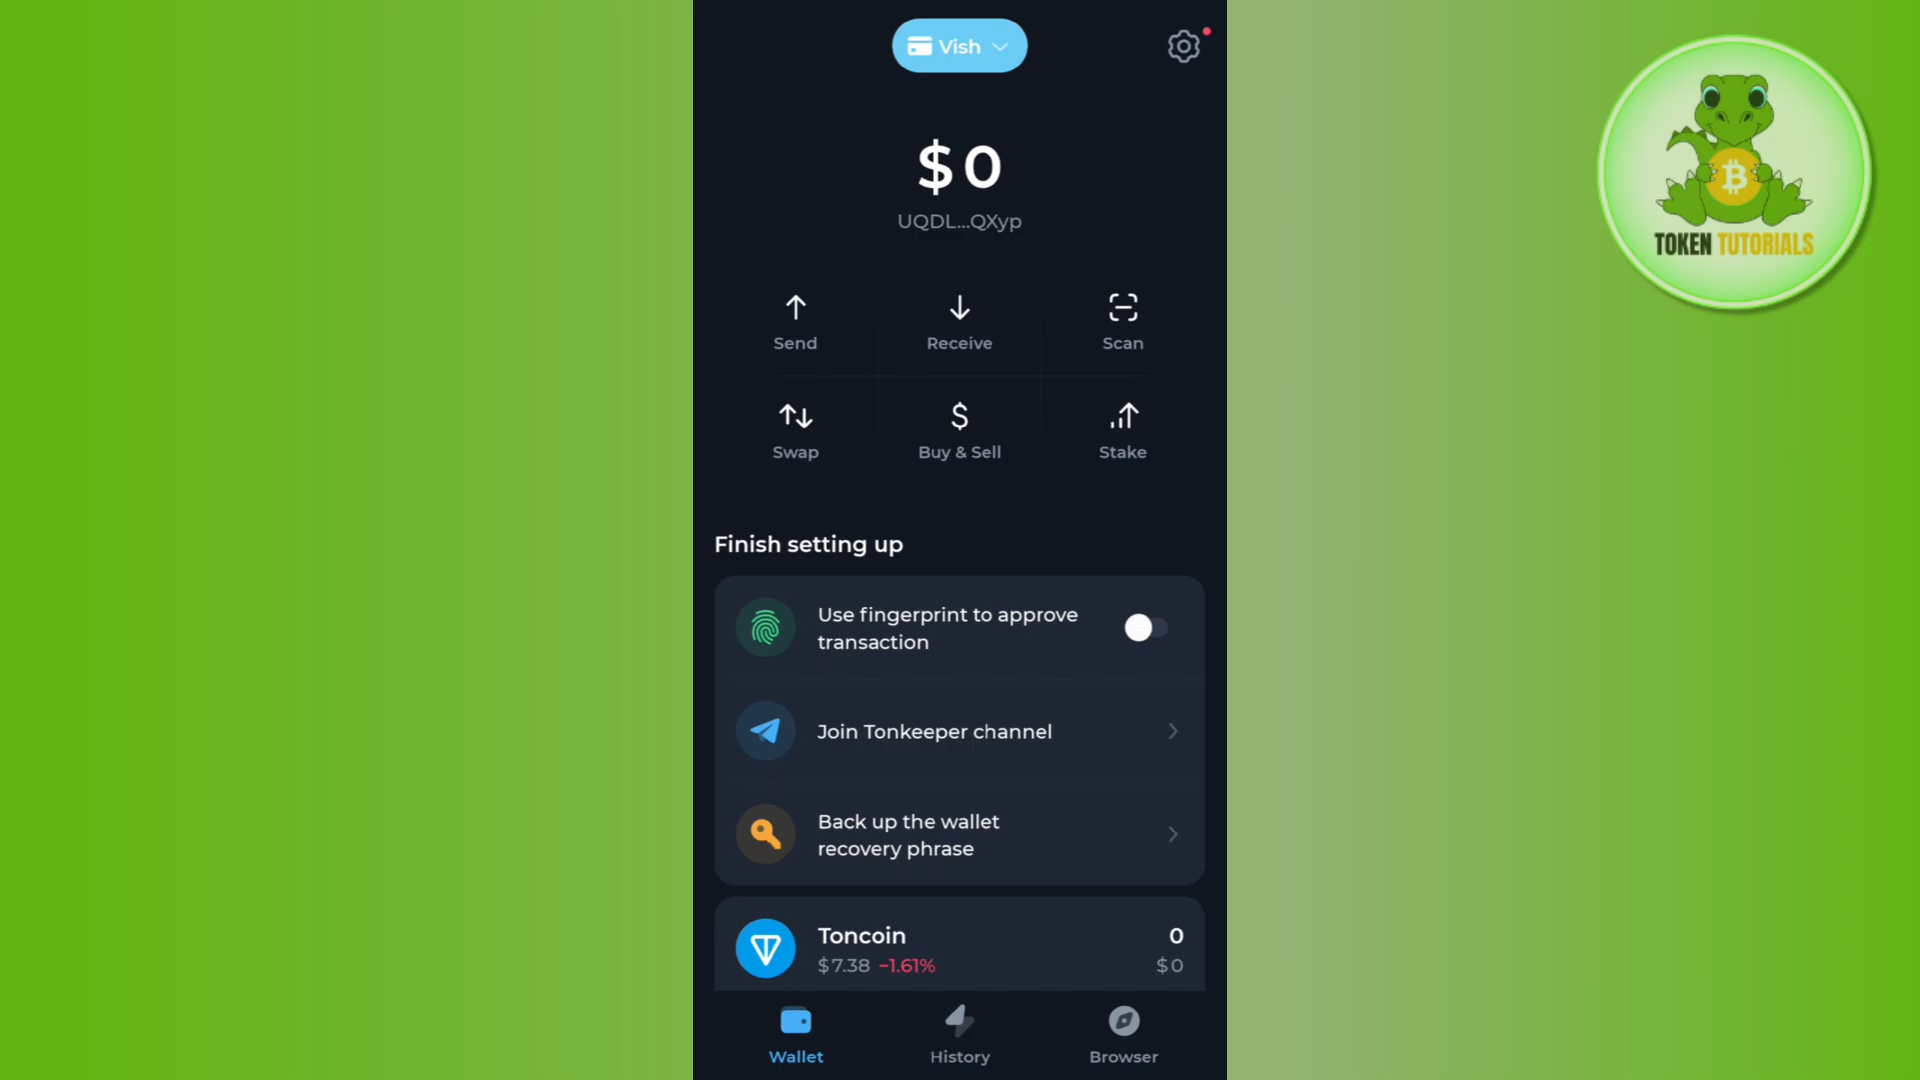 Vish
$0
UQDL...QXyp
Send
Receive
Scan
Swap
Buy & Sell
Stake
Finish setting up
Use fingerprint to approve
transaction
Join Tonkeeper channel
Back up the wallet
recovery phrase
Toncoin
0
$7.38 −1.61%
$0
Wallet
History
Browser
TOKEN TUTORIALS